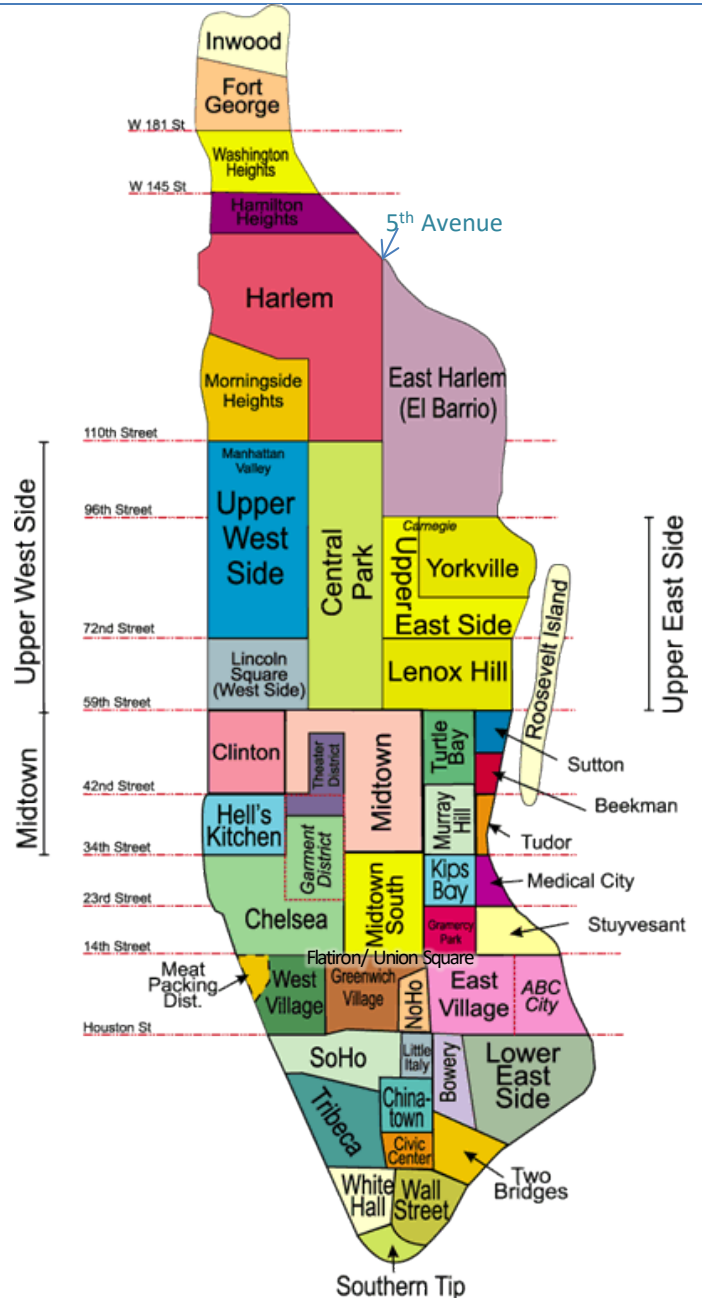 Inwood
Fort
George
W 181 St
Washington
Heights
W 145 St
Hamilton
Heights
5th Avenue
Harlem
Morningside
Heights
East Harlem
(El Barrio)
110th Street
Manhattan
Valley
Upper
West
Side
Central
Park
96th Street
Carnegie
Upper
East Side
Yorkville
Upper West Side
Upper East Side
Roosevelt Island
72nd Street
Lincoln
Square
(West Side)
Lenox Hill
59th Street
Clinton
Theater
District
Midtown
Turtle
Bay
Sutton
Midtown
42nd Street
Beekman
Hell's
Kitchen
Garment
District
Murray
Hill
Tudor
34th Street
Chelsea
Midtown
South
Kips
Bay
Medical City
23rd Street
Gramercy
Park
Stuyvesant
14th Street
Flatiron/ Union Square
Meat
Packing
Dist.
West
Village
Greenwich
Village
NoHo
East
Village
ABC
City
Houston St
SoHo
Little
Italy
Bowery
Lower
East
Side
Tribeca
China-
town
Civic
Center
Two
Bridges
White
Hall
Wall
Street
Southern Tip